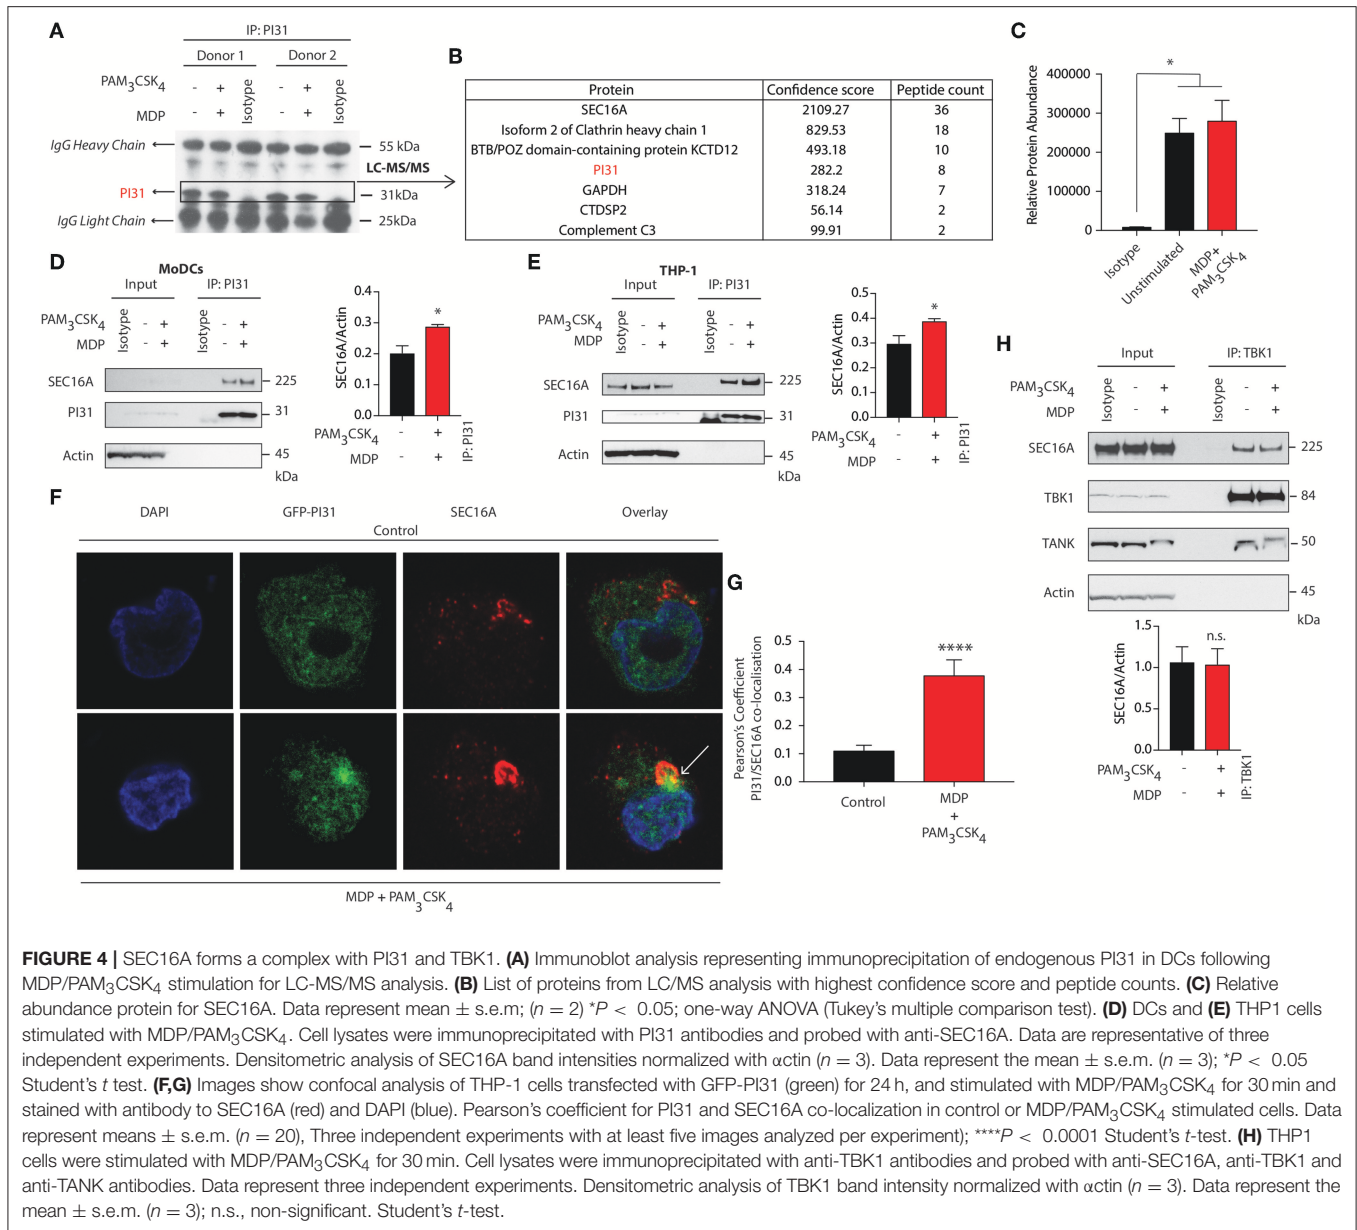 A
IP: PI31
Donor 1 Donor 2
PAM3CSK4 - + Isotype - + Isotype
MDP - + - +
IgG Heavy Chain 55 kDa
LC-MS/MS
PI31 31kDa
IgG Light Chain 25kDa
B
Protein Confidence score Peptide count
SEC16A 2109.27 36
Isoform 2 of Clathrin heavy chain 1 829.53 18
BTB/POZ domain-containing protein KCTD12 493.18 10
PI31 282.2 8
GAPDH 318.24 7
CTDSP2 56.14 2
Complement C3 99.91 2
C
Relative Protein Abundance
400000
300000
200000
100000
0
*
Isotype
Unstimulated
MDP+
PAM3CSK4
D
MoDCs
Input IP: PI31
PAM3CSK4 Isotype - + Isotype - +
MDP - + - +
SEC16A 225
PI31 31
Actin 45
kDa
SEC16A/Actin
0.4
0.3
0.2
0.1
0.0
*
PAM3CSK4 - +
MDP - +
IP: PI31
E
THP-1
Input IP: PI31
PAM3CSK4 Isotype - + Isotype - +
MDP - + - +
SEC16A 225
PI31 31
Actin 45
kDa
SEC16A/Actin
0.5
0.4
0.3
0.2
0.1
0.0
*
PAM3CSK4 - +
MDP - +
IP: PI31
F
DAPI GFP-PI31 SEC16A Overlay
Control
MDP + PAM3CSK4
G
Pearson's Coefficient
PI31/SEC16A co-localisation
0.5
0.4
0.3
0.2
0.1
0.0
****
Control
MDP
+
PAM3CSK4
H
Input IP: TBK1
PAM3CSK4 Isotype - + Isotype - +
MDP - + - +
SEC16A 225
TBK1 84
TANK 50
Actin 45
kDa
SEC16A/Actin
1.5
1.0
0.5
0.0
n.s.
PAM3CSK4 - +
MDP - +
IP: TBK1
FIGURE 4 | SEC16A forms a complex with PI31 and TBK1. (A) Immunoblot analysis representing immunoprecipitation of endogenous PI31 in DCs following
MDP/PAM3CSK4 stimulation for LC-MS/MS analysis. (B) List of proteins from LC/MS analysis with highest confidence score and peptide counts. (C) Relative
abundance protein for SEC16A. Data represent mean ± s.e.m; (n = 2) *P < 0.05; one-way ANOVA (Tukey's multiple comparison test). (D) DCs and (E) THP1 cells
stimulated with MDP/PAM3CSK4. Cell lysates were immunoprecipitated with PI31 antibodies and probed with anti-SEC16A. Data are representative of three
independent experiments. Densitometric analysis of SEC16A band intensities normalized with αctin (n = 3). Data represent the mean ± s.e.m. (n = 3); *P < 0.05
Student's t test. (F,G) Images show confocal analysis of THP-1 cells transfected with GFP-PI31 (green) for 24 h, and stimulated with MDP/PAM3CSK4 for 30 min and
stained with antibody to SEC16A (red) and DAPI (blue). Pearson's coefficient for PI31 and SEC16A co-localization in control or MDP/PAM3CSK4 stimulated cells. Data
represent means ± s.e.m. (n = 20), Three independent experiments with at least five images analyzed per experiment); ****P < 0.0001 Student's t-test. (H) THP1
cells were stimulated with MDP/PAM3CSK4 for 30 min. Cell lysates were immunoprecipitated with anti-TBK1 antibodies and probed with anti-SEC16A, anti-TBK1 and
anti-TANK antibodies. Data represent three independent experiments. Densitometric analysis of TBK1 band intensity normalized with αctin (n = 3). Data represent the
mean ± s.e.m. (n = 3); n.s., non-significant. Student's t-test.